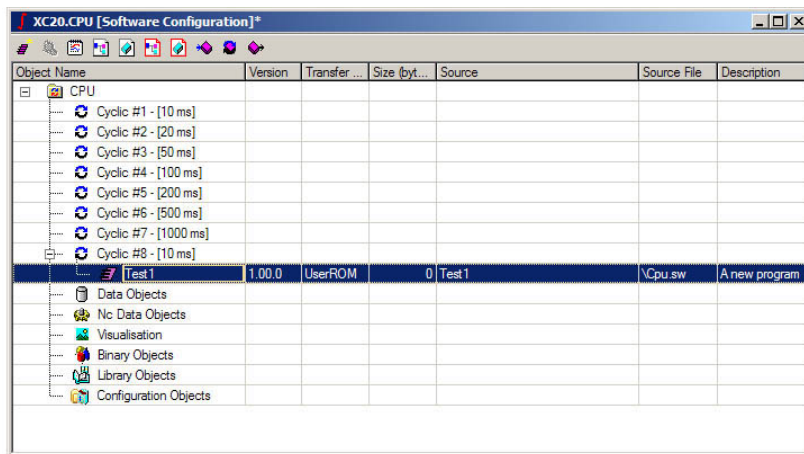 XC20.CPU [Software Configuration]*
Object Name Version Transfer ... Size (byt... Source Source File Description
CPU
Cyclic #1 - [10 ms]
Cyclic #2 - [20 ms]
Cyclic #3 - [50 ms]
Cyclic #4 - [100 ms]
Cyclic #5 - [200 ms]
Cyclic #6 - [500 ms]
Cyclic #7 - [1000 ms]
Cyclic #8 - [10 ms]
Test1 1.00.0 UserROM 0 Test1 \Cpu.sw A new program
Data Objects
Nc Data Objects
Visualisation
Binary Objects
Library Objects
Configuration Objects